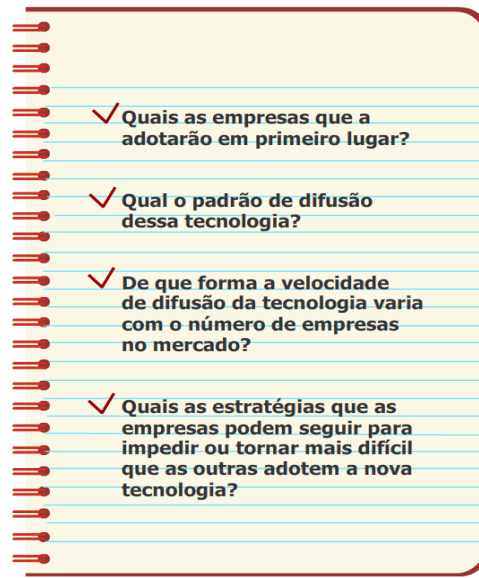 Quais as empresas que a
adotarão em primeiro lugar?
Qual o padrão de difusão
dessa tecnologia?
De que forma a velocidade
de difusão da tecnologia varia
com o número de empresas
no mercado?
Quais as estratégias que as
empresas podem seguir para
impedir ou tornar mais difícil
que as outras adotem a nova
tecnologia?